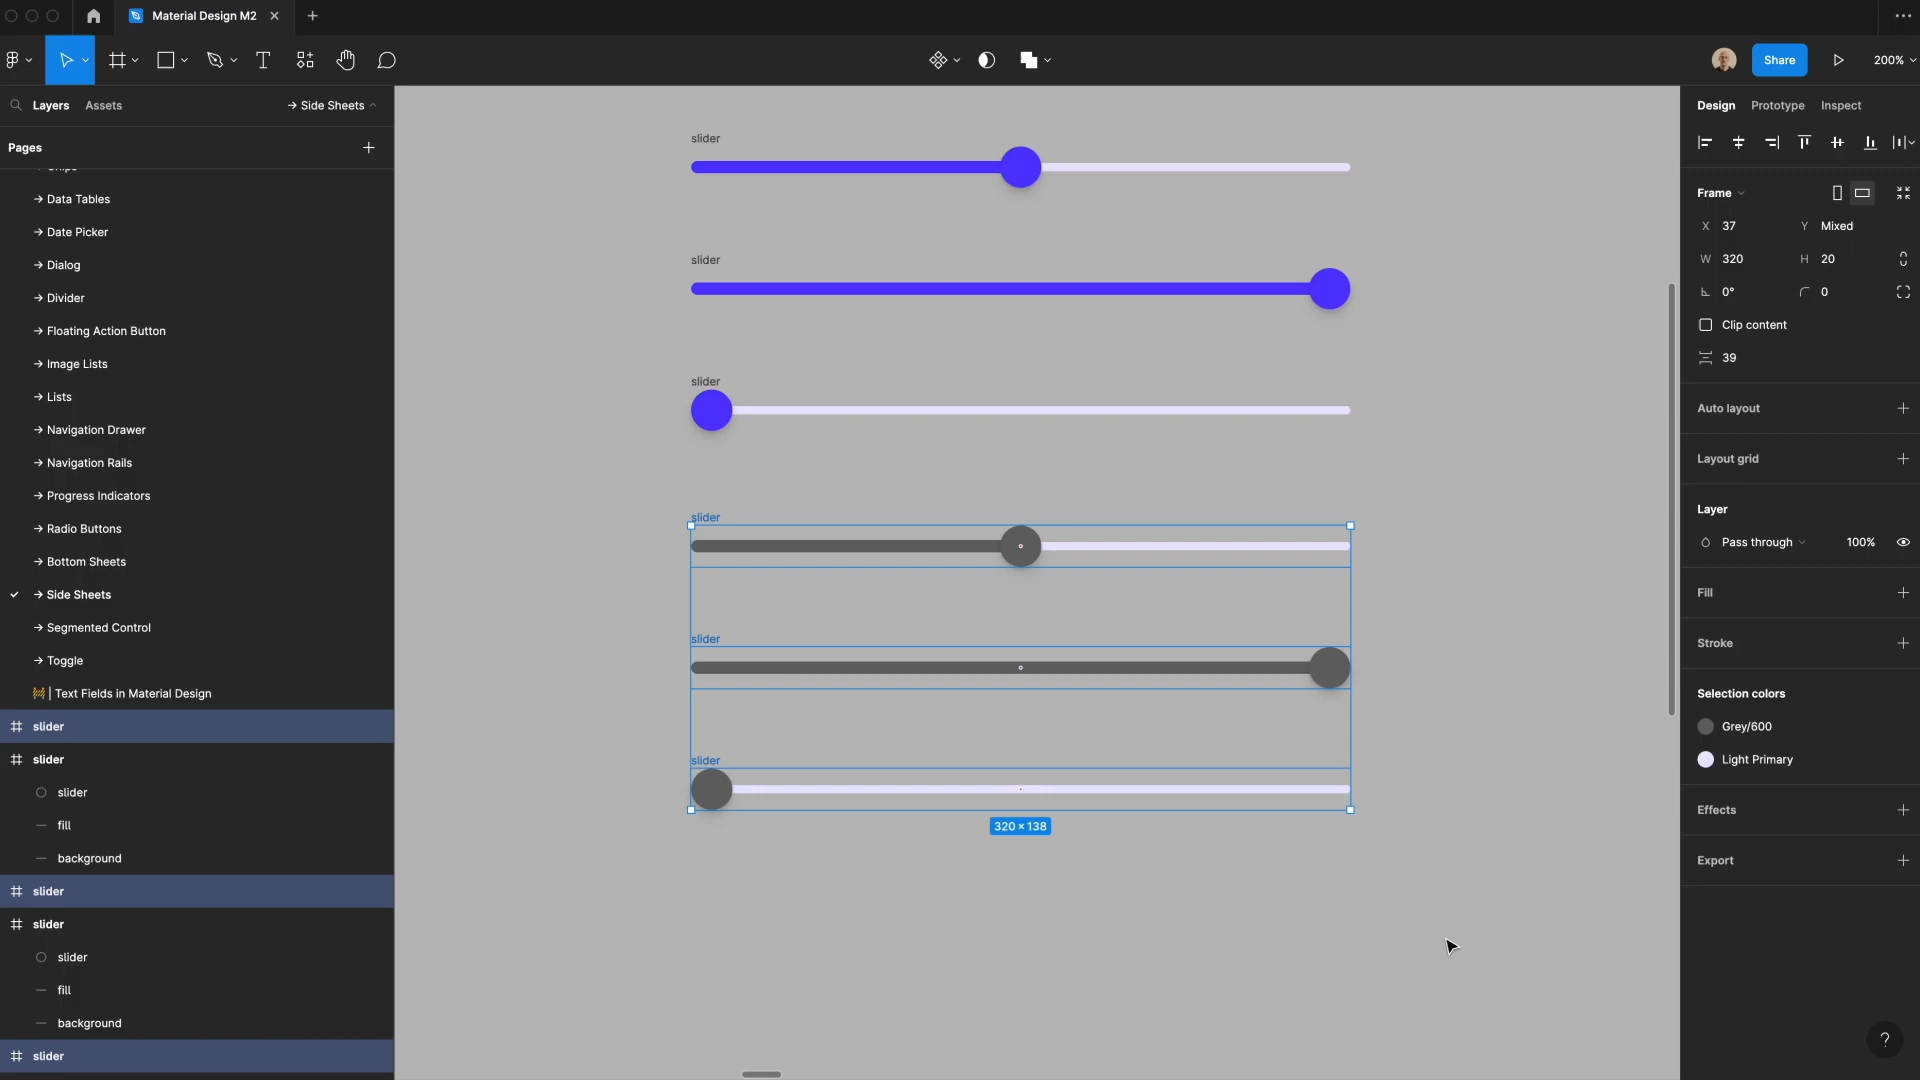 Material Design M2
Share
200%
Layers
Assets
→ Side Sheets
Pages
→ Data Tables
→ Date Picker
→ Dialog
→ Divider
→ Floating Action Button
→ Image Lists
→ Lists
→ Navigation Drawer
→ Navigation Rails
→ Progress Indicators
→ Radio Buttons
→ Bottom Sheets
→ Side Sheets
→ Segmented Control
→ Toggle
🚧 | Text Fields in Material Design
slider
slider
slider
fill
background
slider
slider
slider
fill
background
slider
slider
slider
slider
slider
slider
slider
320 × 138
Design
Prototype
Inspect
Frame
X 37
Y Mixed
W 320
H 20
0°
0
Clip content
39
Auto layout
Layout grid
Layer
Pass through
100%
Fill
Stroke
Selection colors
Grey/600
Light Primary
Effects
Export
?